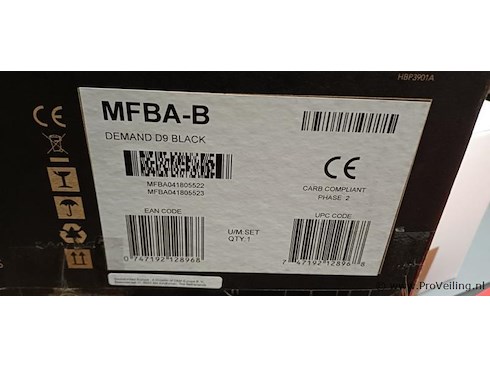 HBP3901A
MFBA-B
DEMAND D9 BLACK
MFBA041805522
MFBA041805523
CE
CARB COMPLIANT
PHASE 2
EAN CODE
U/M:SET
QTY:1
UPC CODE
0 747192 128968
7 47192 12896 8
www.ProVeiling.nl